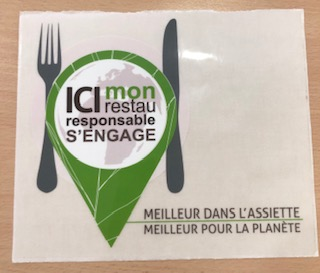 ICI mon
restau
responsable
S'ENGAGE
MEILLEUR DANS L'ASSIETTE
MEILLEUR POUR LA PLANÈTE